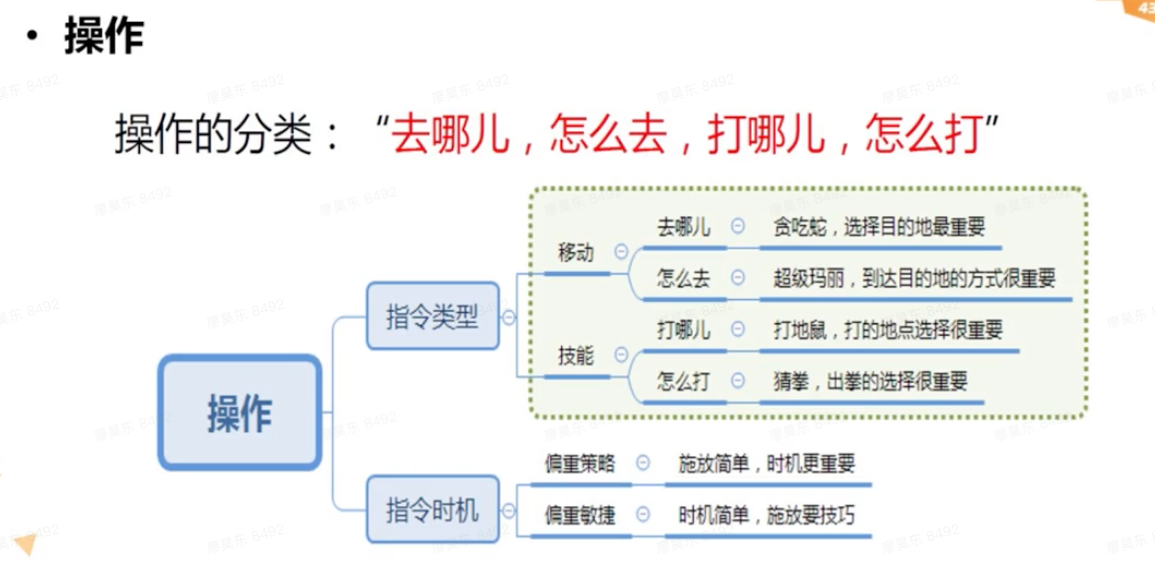 43
• 操作
操作的分类：“去哪儿，怎么去，打哪儿，怎么打”
操作
指令类型
移动
去哪儿
贪吃蛇，选择目的地最重要
怎么去
超级玛丽，到达目的地的方式很重要
技能
打哪儿
打地鼠，打的地点选择很重要
怎么打
猜拳，出拳的选择很重要
指令时机
偏重策略
施放简单，时机更重要
偏重敏捷
时机简单，施放要技巧